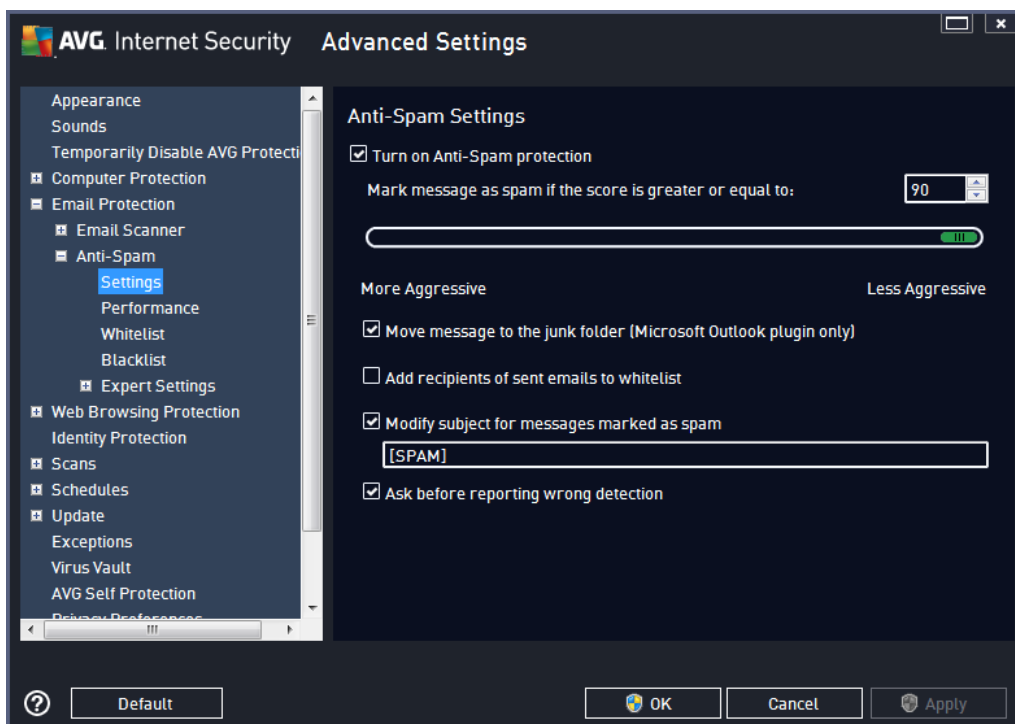 AVG. Internet Security Advanced Settings
Appearance
Sounds
Temporarily Disable AVG Protecti
Computer Protection
Email Protection
Email Scanner
Anti-Spam
Settings
Performance
Whitelist
Blacklist
Expert Settings
Web Browsing Protection
Identity Protection
Scans
Schedules
Update
Exceptions
Virus Vault
AVG Self Protection
Privacy Preferences
Anti-Spam Settings
Turn on Anti-Spam protection
Mark message as spam if the score is greater or equal to: 90
More Aggressive Less Aggressive
Move message to the junk folder (Microsoft Outlook plugin only)
Add recipients of sent emails to whitelist
Modify subject for messages marked as spam
[SPAM]
Ask before reporting wrong detection
? Default OK Cancel Apply